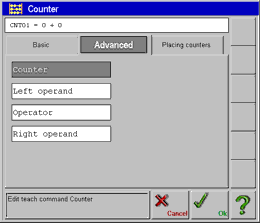 Counter
CNT01 = 0 + 0
Basic Advanced Placing counters
Counter
Left operand
Operator
Right operand
Edit teach command Counter
Cancel Ok ?